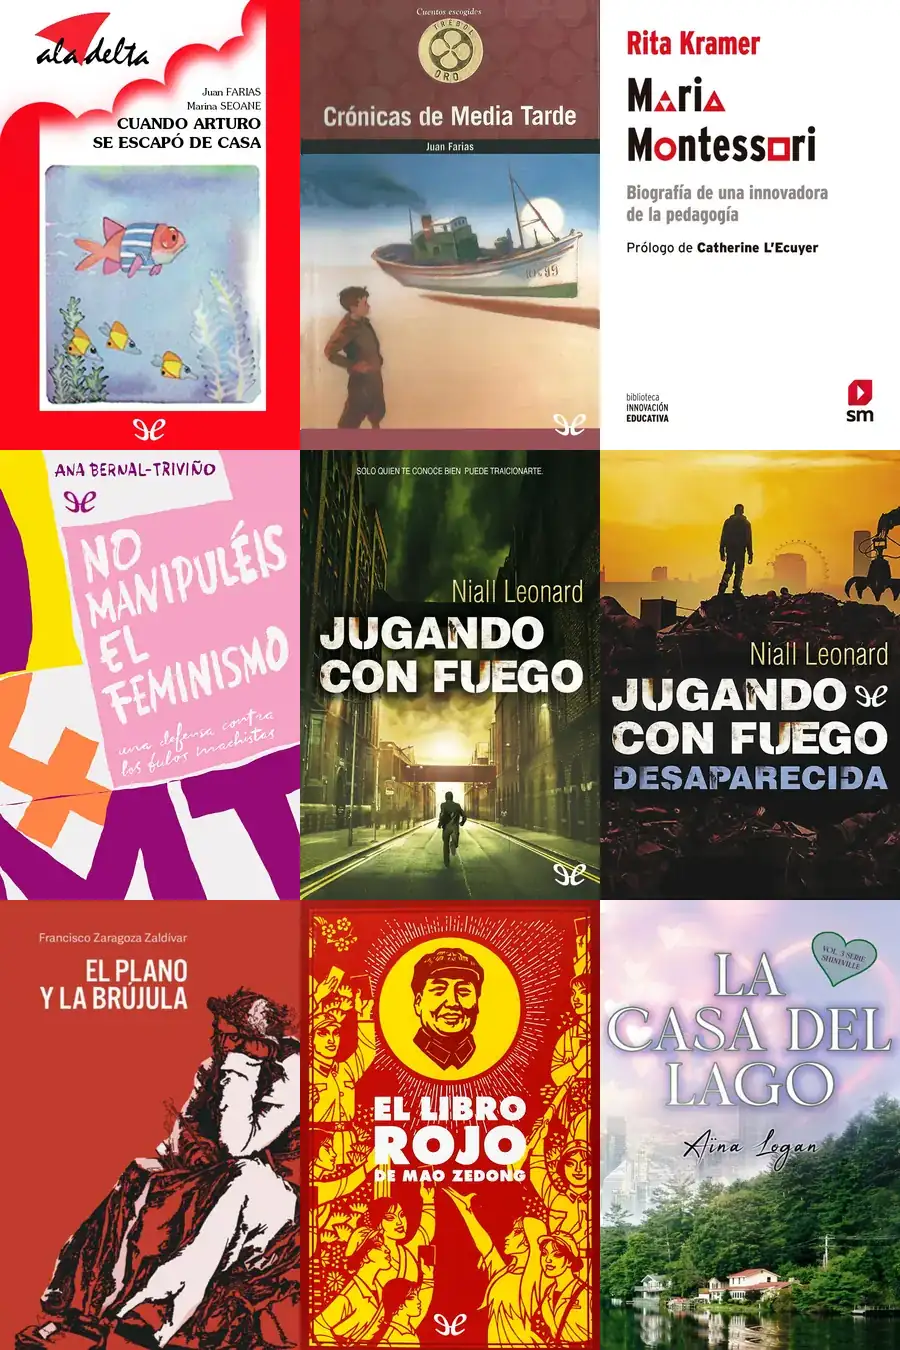 ala delta
Juan FARIAS
Marina SEOANE
CUANDO ARTURO
SE ESCAPÓ DE CASA
Cuentos escogidos
TREBOL
ORO
Crónicas de Media Tarde
Juan Farias
Rita Kramer
Maria
Montessori
Biografía de una innovadora
de la pedagogía
Prólogo de Catherine L'Ecuyer
biblioteca
INNOVACIÓN
EDUCATIVA
sm
ANA BERNAL-TRIVIÑO
NO
MANIPULÉIS
EL
FEMINISMO
una defensa contra
los bulos machistas
SOLO QUIEN TE CONOCE BIEN PUEDE TRAICIONARTE.
Niall Leonard
JUGANDO
CON FUEGO
Niall Leonard
JUGANDO
CON FUEGO
DESAPARECIDA
Francisco Zaragoza Zaldívar
EL PLANO
Y LA BRÚJULA
EL LIBRO
ROJO
DE MAO ZEDONG
VOL. 3 SERIE
SHINIVILLE
LA
CASA DEL
LAGO
Aïna Logan